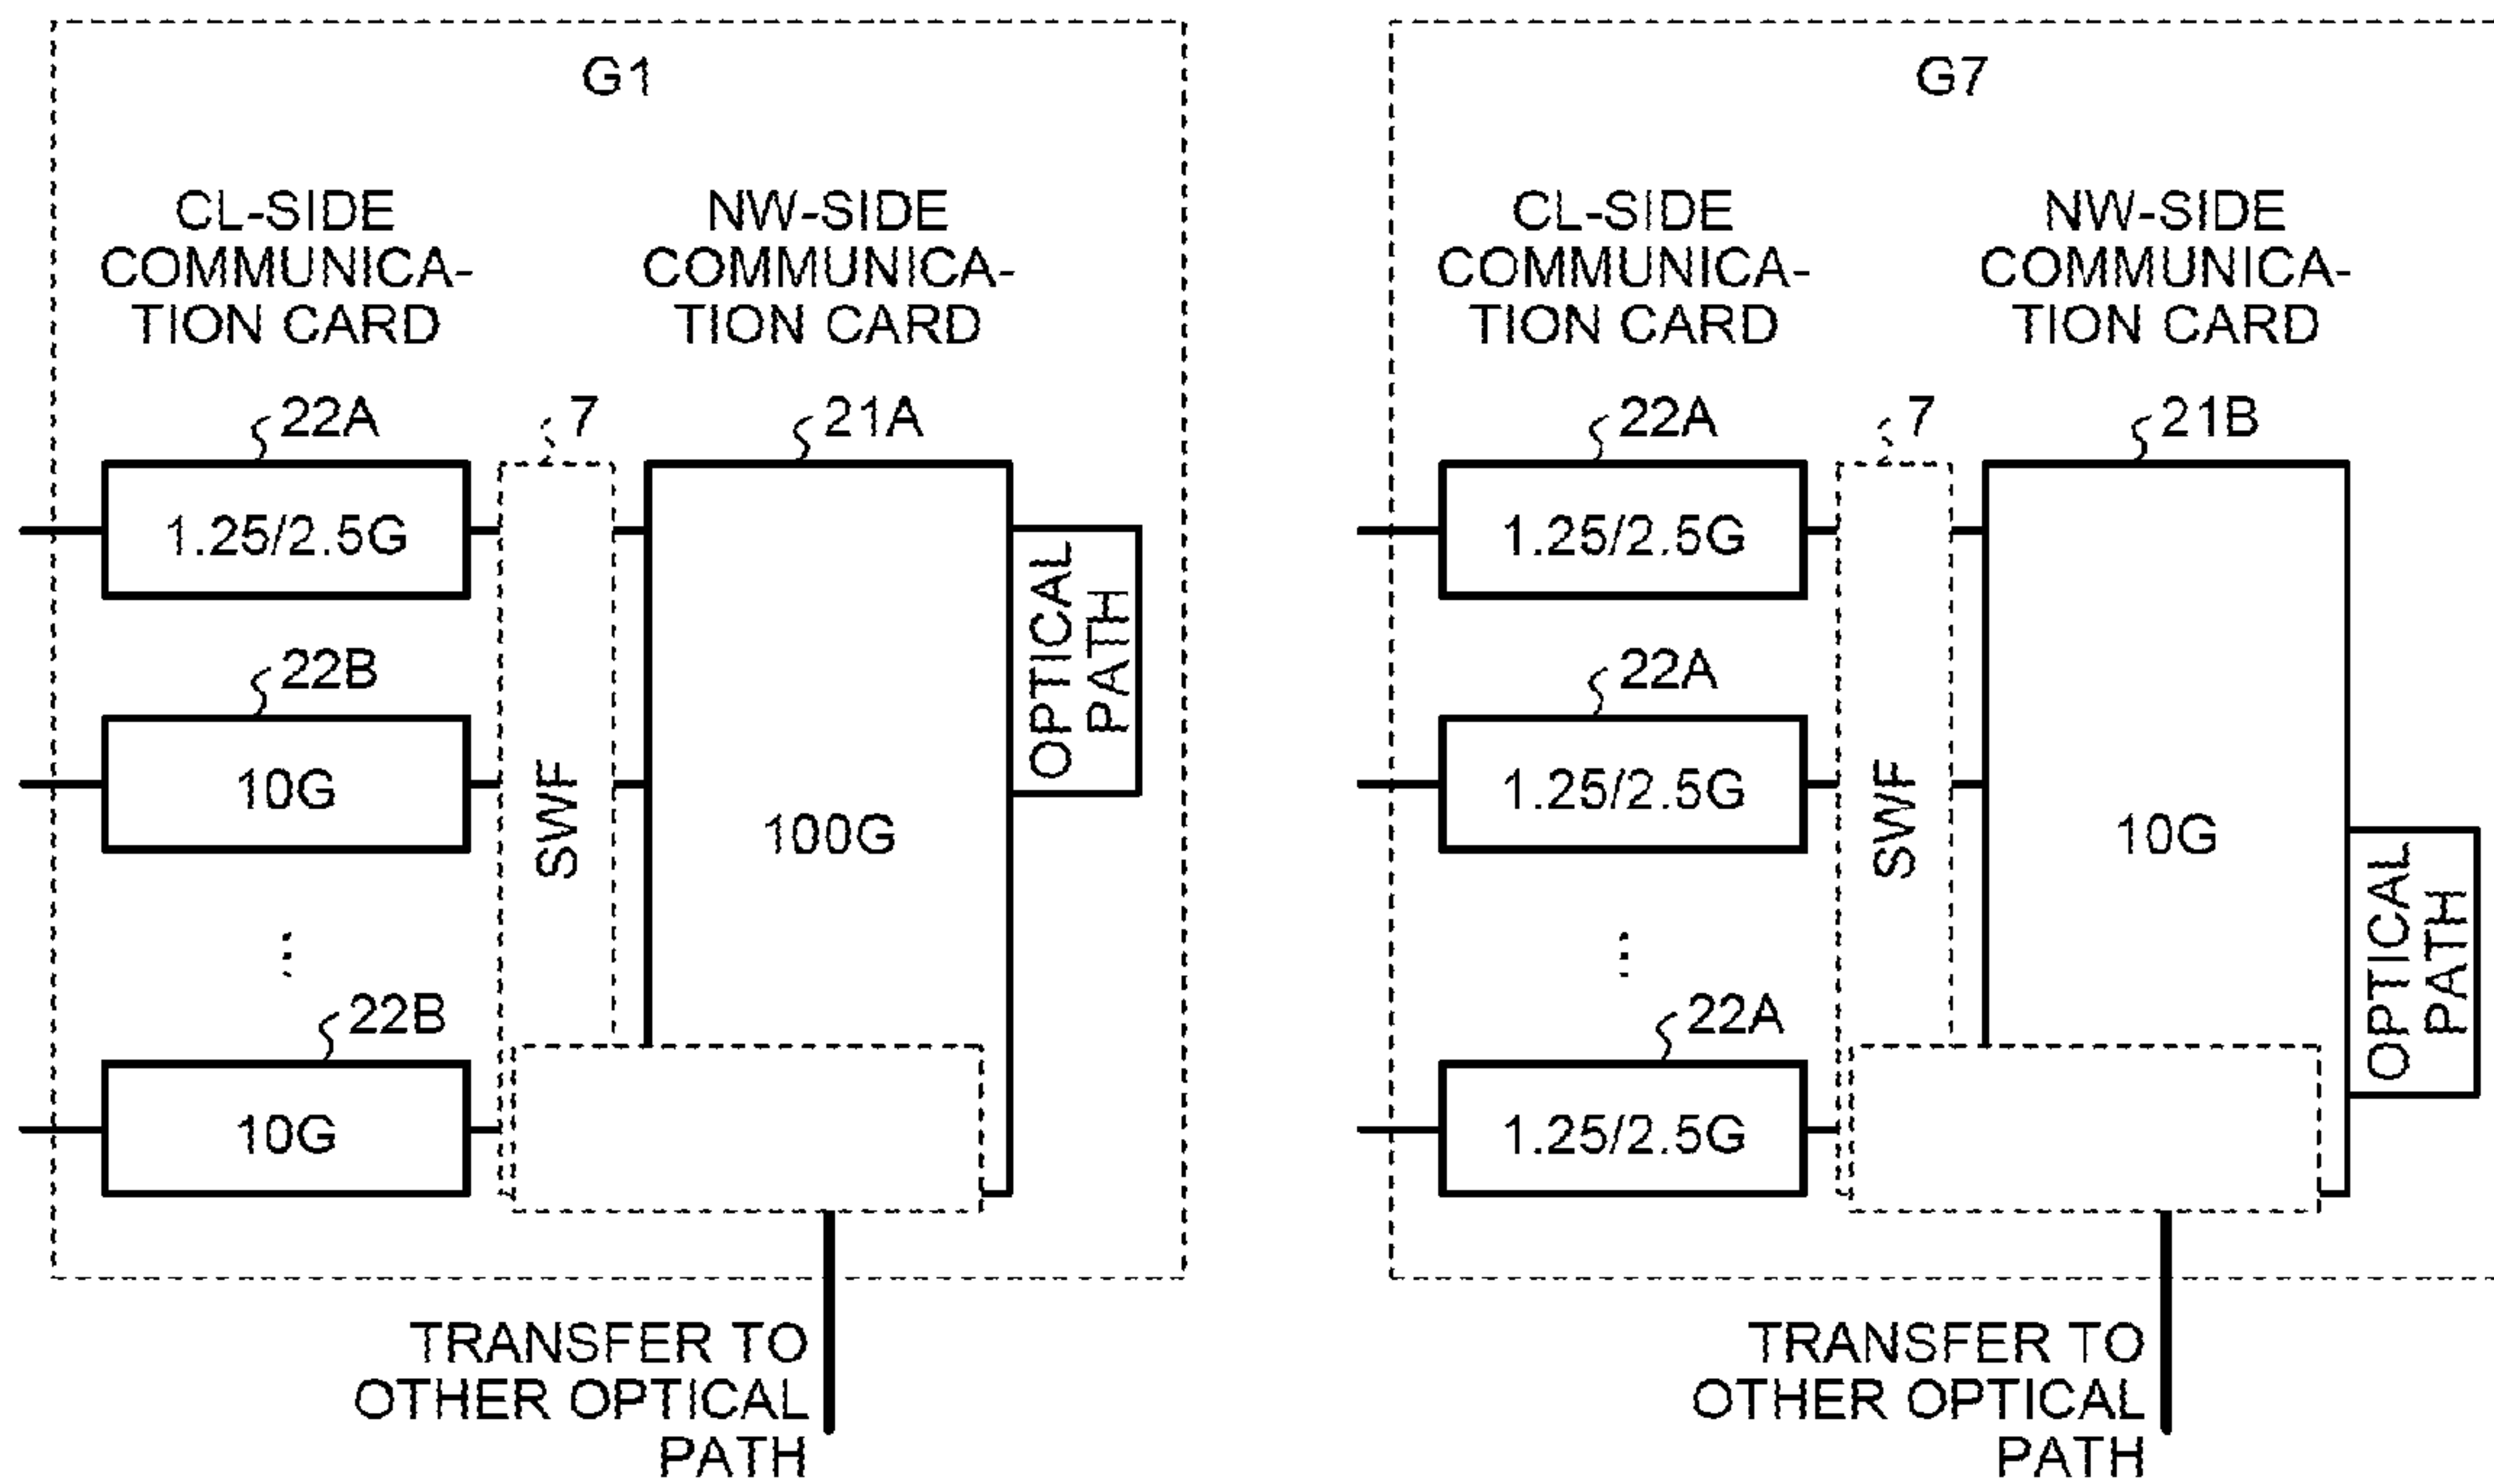 G1
CL-SIDE
COMMUNICA-
TION CARD
NW-SIDE
COMMUNICA-
TION CARD
22A
7
21A
1.25/2.5G
22B
10G
SWF
100G
OPTICAL
PATH
⋮
22B
10G
TRANSFER TO
OTHER OPTICAL
PATH
G7
CL-SIDE
COMMUNICA-
TION CARD
NW-SIDE
COMMUNICA-
TION CARD
22A
7
21B
1.25/2.5G
22A
1.25/2.5G
SWF
10G
OPTICAL
PATH
⋮
22A
1.25/2.5G
TRANSFER TO
OTHER OPTICAL
PATH